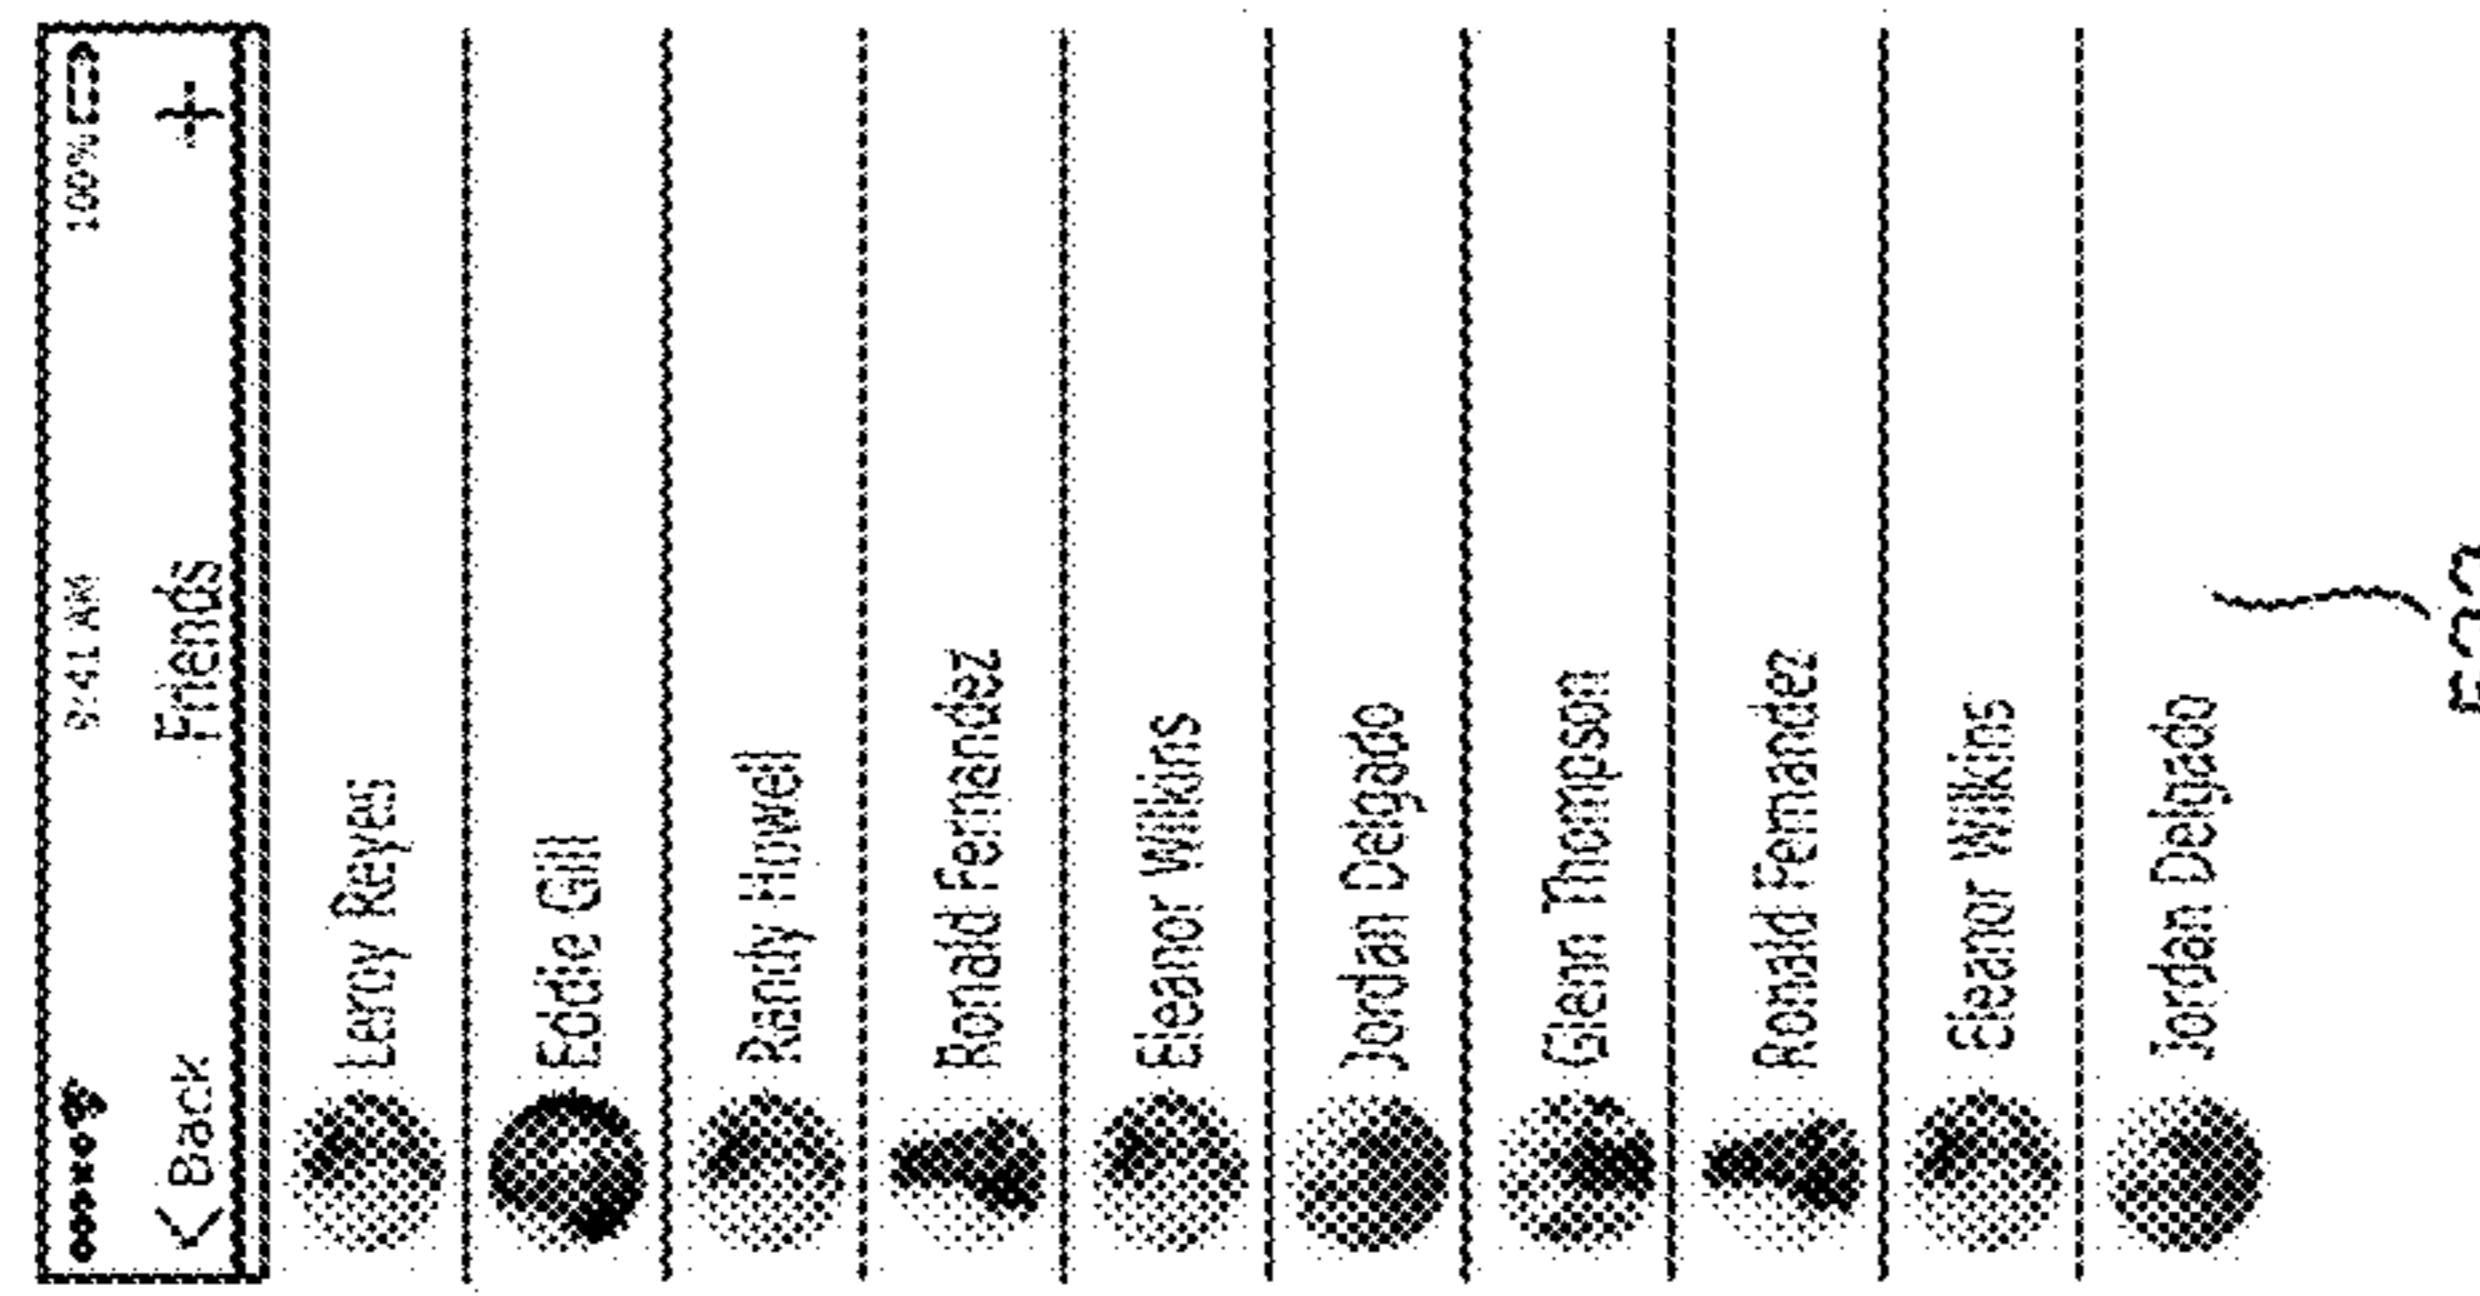 9:41 AM 100%
Back Friends +
Leroy Reyes
Eddie Gill
Randy Howell
Ronald Fernandez
Eleanor Wilkins
Jordan Delgado
Glenn Thompson
Ronald Fernandez
Eleanor Wilkins
Jordan Delgado